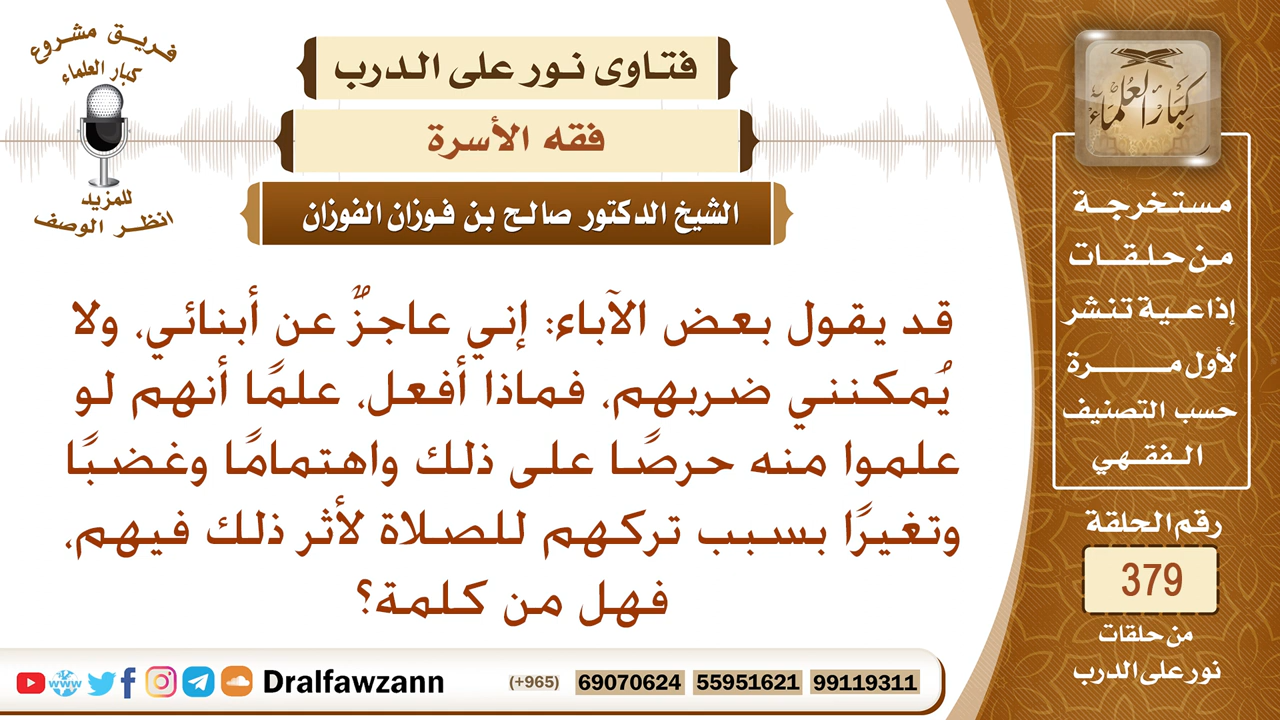 فريق مشروع
كبار العلماء
للمزيد
انظر الوصف
فتاوى نور على الدرب
فقه الأسرة
الشيخ الدكتور صالح بن فوزان الفوزان
قد يقول بعض الآباء: إني عاجزٌ عن أبنائي، ولا
يُمكنني ضربهم، فماذا أفعل، علمًا أنهم لو
علموا منه حرصًا على ذلك واهتمامًا وغضبًا
وتغيرًا بسبب تركهم للصلاة لأثر ذلك فيهم،
فهل من كلمة؟
كبار العلماء
مستخرجة
من حلقات
إذاعية تنشر
لأول مرة
حسب التصنيف
الفقهي
رقم الحلقة
379
من حلقات
نور على الدرب
Dralfawzann (+965) 69070624 55951621 99119311